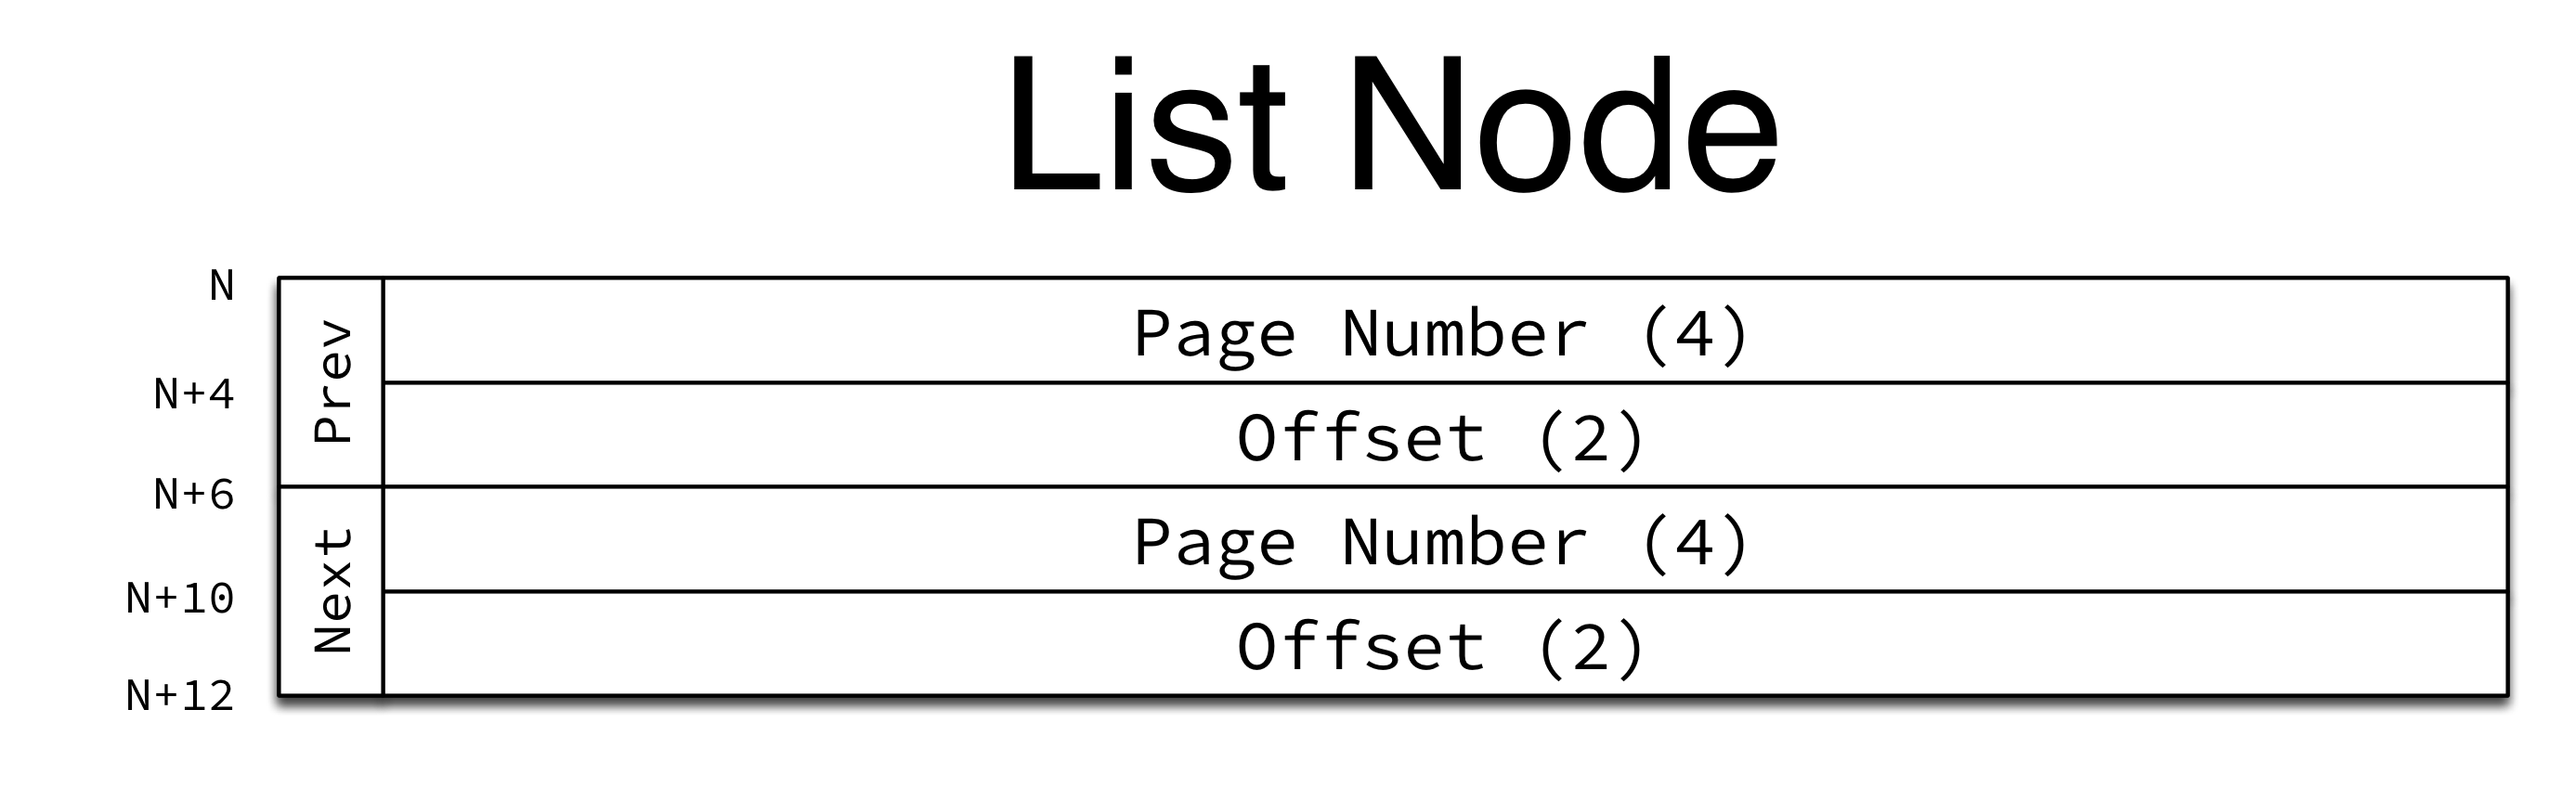 List Node
N
Prev
Page Number (4)
N+4
Offset (2)
N+6
Next
Page Number (4)
N+10
Offset (2)
N+12